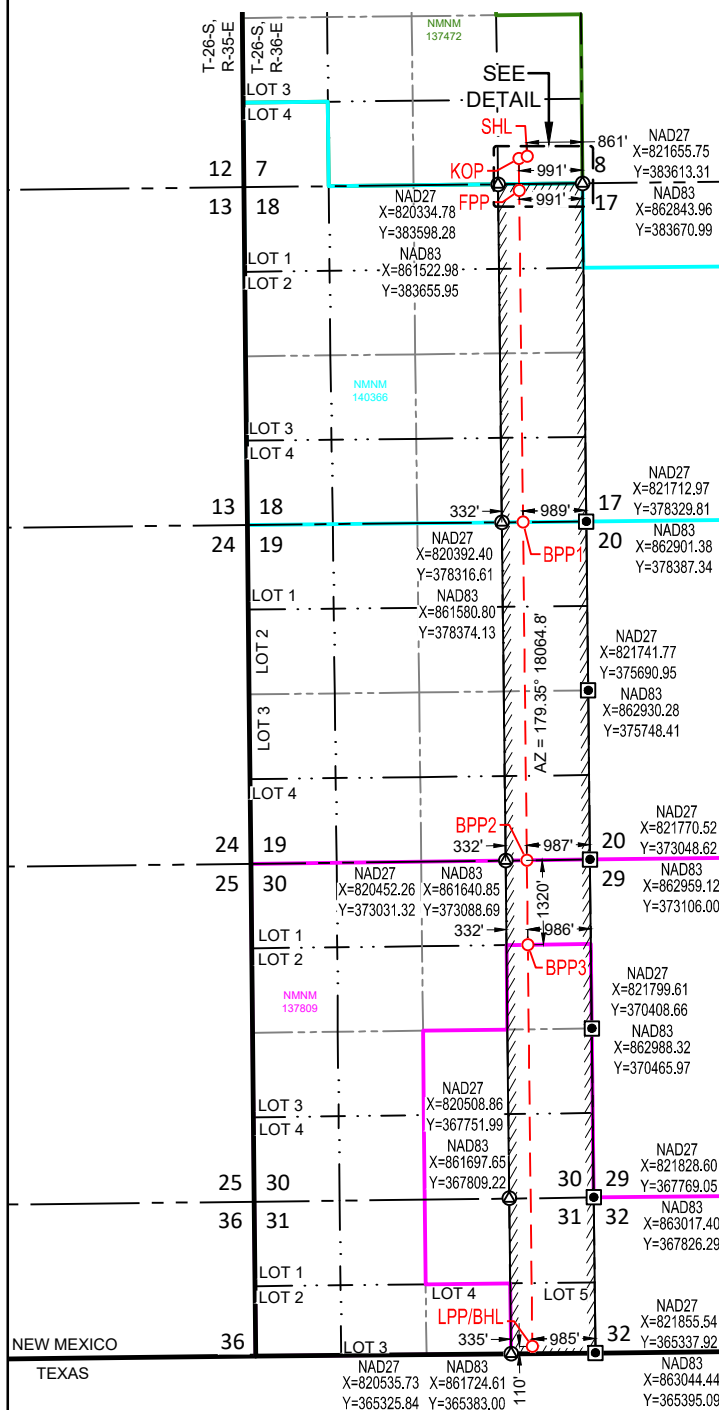 T-26-S,
R-35-E
T-26-S,
R-36-E
NMNM
137472
SEE
DETAIL
LOT 3
LOT 4
SHL
861'
KOP
991'
8
12
7
NAD27
X=821655.75
Y=383613.31
13
18
FPP
991'
17
NAD83
X=862843.96
Y=383670.99
NAD27
X=820334.78
Y=383598.28
NAD83
X=861522.98
Y=383655.95
LOT 1
LOT 2
NMNM
140366
LOT 3
LOT 4
NAD27
X=821712.97
Y=378329.81
13
18
332'
989'
17
24
19
BPP1
20
NAD83
X=862901.38
Y=378387.34
NAD27
X=820392.40
Y=378316.61
NAD83
X=861580.80
Y=378374.13
LOT 1
LOT 2
NAD27
X=821741.77
Y=375690.95
NAD83
X=862930.28
Y=375748.41
AZ = 179.35° 18064.8'
LOT 3
LOT 4
NAD27
X=821770.52
Y=373048.62
BPP2
24
19
332'
987'
20
25
30
29
NAD83
X=862959.12
Y=373106.00
NAD27
X=820452.26
Y=373031.32
NAD83
X=861640.85
Y=373088.69
1320'
332'
986'
LOT 1
LOT 2
BPP3
NMNM
137809
NAD27
X=821799.61
Y=370408.66
NAD83
X=862988.32
Y=370465.97
NAD27
X=820508.86
Y=367751.99
NAD83
X=861697.65
Y=367809.22
LOT 3
LOT 4
NAD27
X=821828.60
Y=367769.05
25
30
30
29
36
31
31
32
NAD83
X=863017.40
Y=367826.29
LOT 1
LOT 2
LOT 4
LOT 5
LPP/BHL
NAD27
X=821855.54
Y=365337.92
NEW MEXICO
36
LOT 3
335'
985'
32
TEXAS
110'
NAD27
X=820535.73
Y=365325.84
NAD83
X=861724.61
Y=365383.00
NAD83
X=863044.44
Y=365395.09